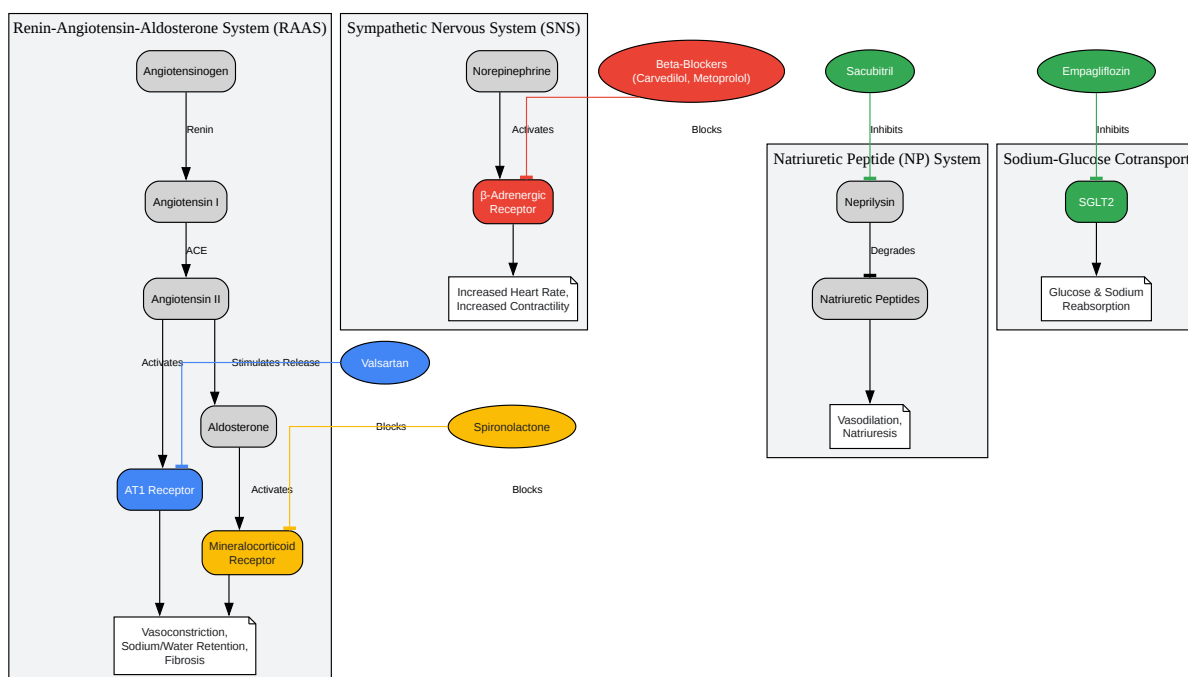 Renin-Angiotensin-Aldosterone System (RAAS)
Angiotensinogen
Renin
Angiotensin I
ACE
Angiotensin II
Activates
Stimulates Release
Aldosterone
AT1 Receptor
Activates
Mineralocorticoid
Receptor
Vasoconstriction,
Sodium/Water Retention,
Fibrosis
Sympathetic Nervous System (SNS)
Norepinephrine
Activates
β-Adrenergic
Receptor
Increased Heart Rate,
Increased Contractility
Beta-Blockers
(Carvedilol, Metoprolol)
Blocks
Valsartan
Blocks
Spironolactone
Blocks
Sacubitril
Inhibits
Natriuretic Peptide (NP) System
Neprilysin
Degrades
Natriuretic Peptides
Vasodilation,
Natriuresis
Empagliflozin
Inhibits
Sodium-Glucose Cotransport
SGLT2
Glucose & Sodium
Reabsorption